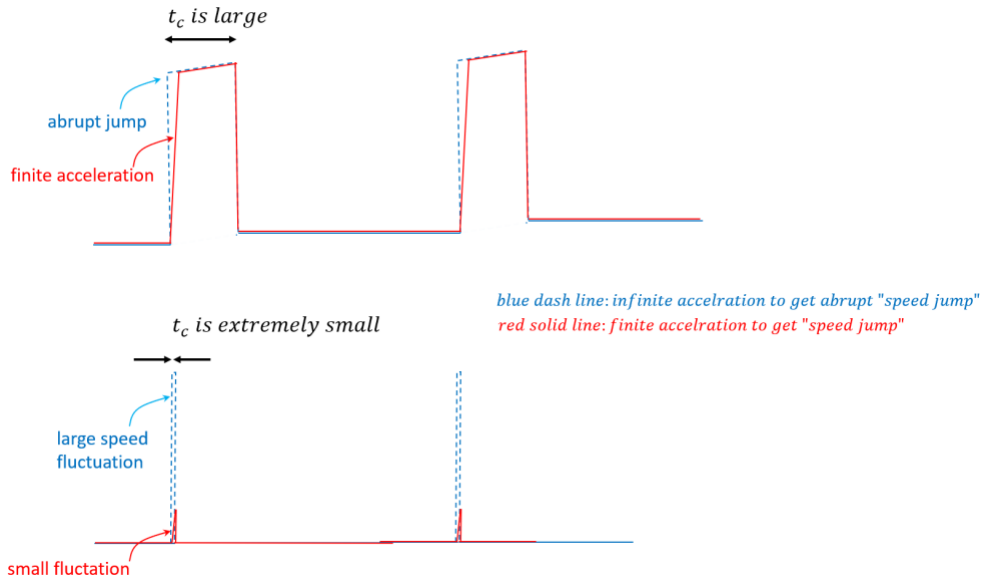 t_c is large
abrupt jump
finite acceleration
blue dash line: infinite accelration to get abrupt "speed jump"
red solid line: finite accelration to get "speed jump"
t_c is extremely small
large speed
fluctuation
small fluctation